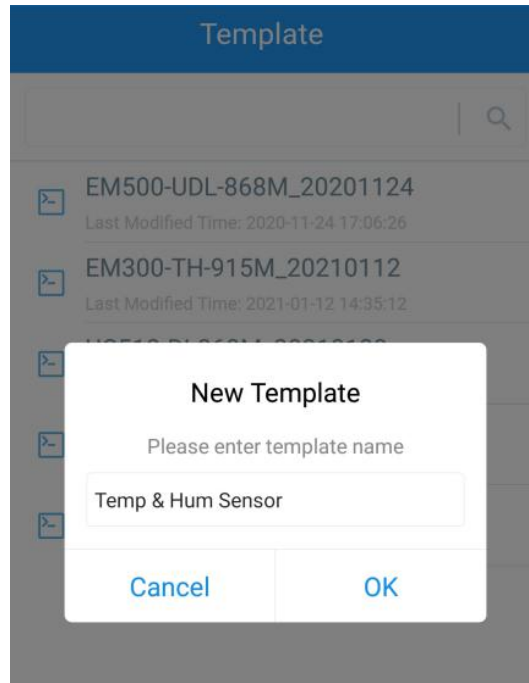 Template
EM500-UDL-868M_20201124
Last Modified Time: 2020-11-24 17:06:26
EM300-TH-915M_20210112
Last Modified Time: 2021-01-12 14:35:12
New Template
Please enter template name
Temp & Hum Sensor
Cancel
OK